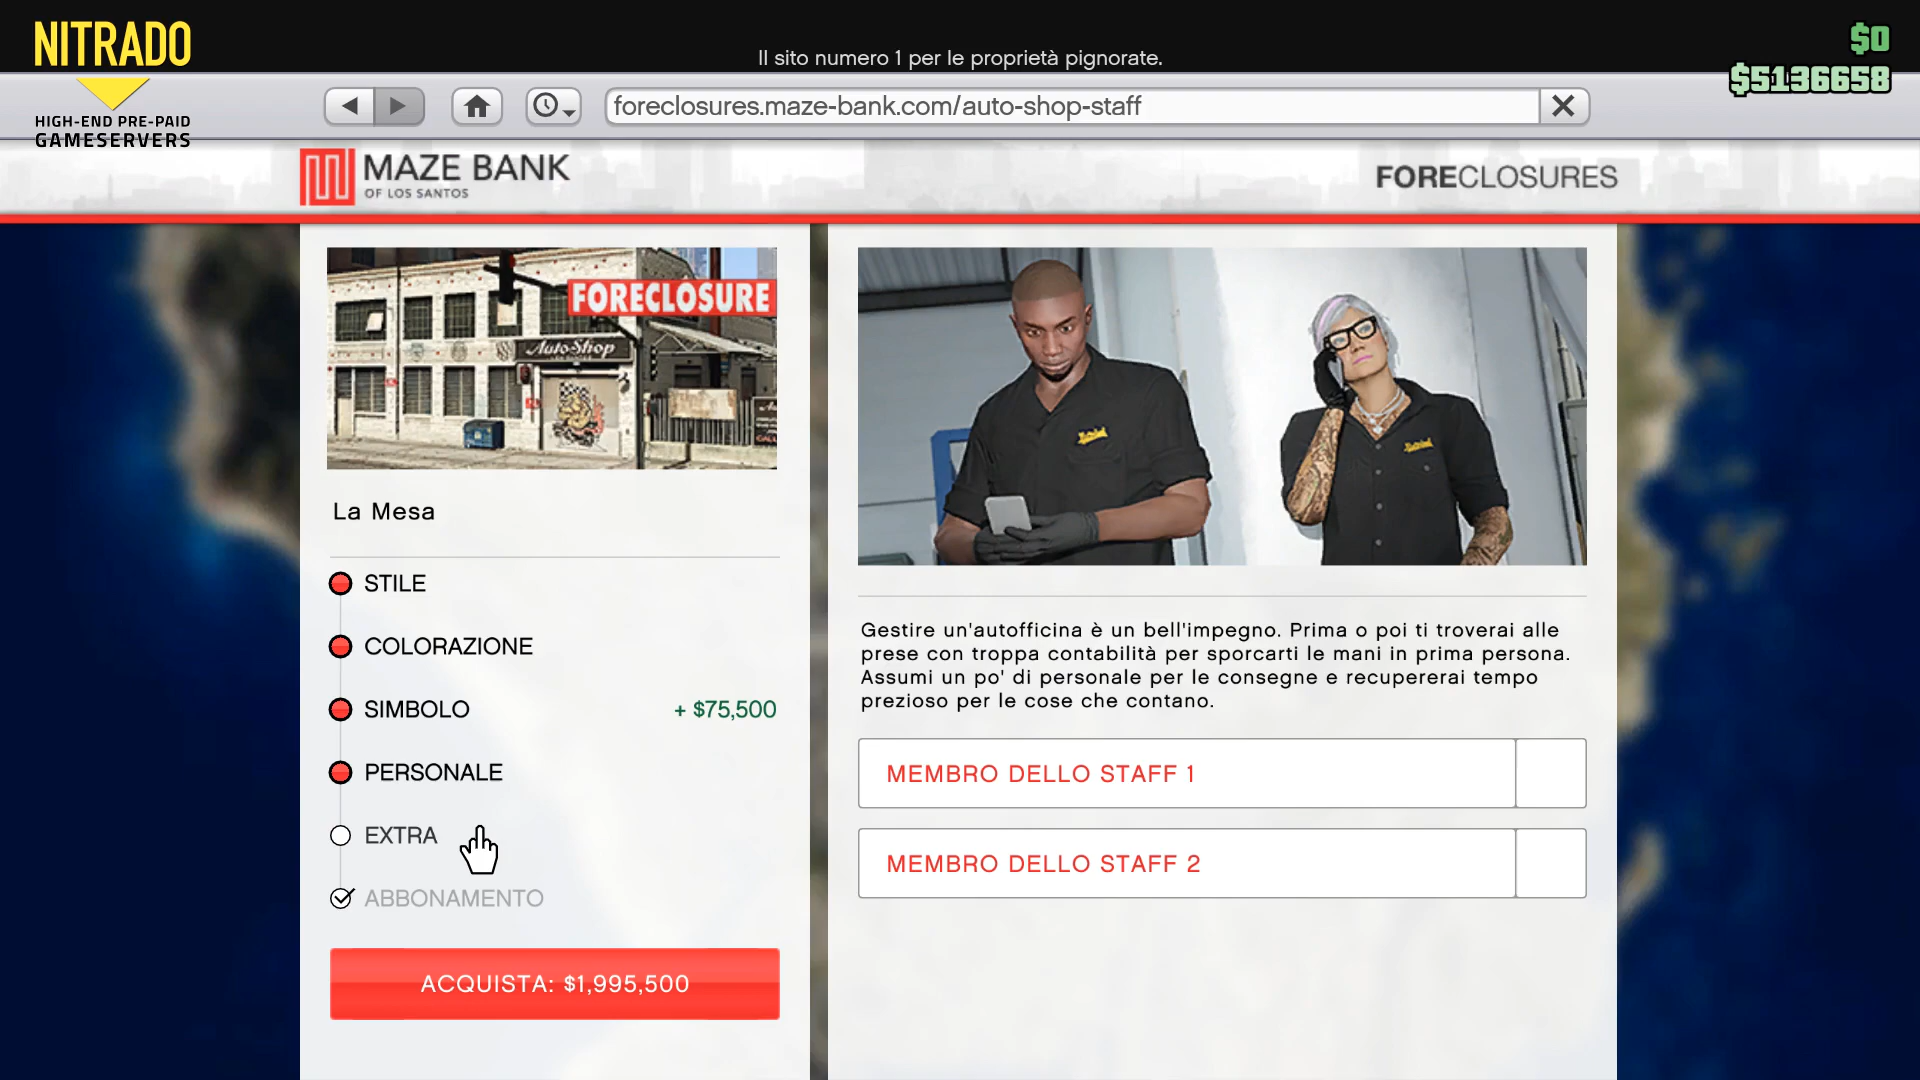 NITRADO
HIGH-END PRE-PAID
GAMESERVERS
Il sito numero 1 per le proprietà pignorate.
$0
$5136658
foreclosures.maze-bank.com/auto-shop-staff
MAZE BANK
OF LOS SANTOS
FORECLOSURES
FORECLOSURE
AutoShop
La Mesa
STILE
COLORAZIONE
SIMBOLO + $75,500
PERSONALE
EXTRA
ABBONAMENTO
ACQUISTA: $1,995,500
Gestire un'autofficina è un bell'impegno. Prima o poi ti troverai alle
prese con troppa contabilità per sporcarti le mani in prima persona.
Assumi un po' di personale per le consegne e recupererai tempo
prezioso per le cose che contano.
MEMBRO DELLO STAFF 1
MEMBRO DELLO STAFF 2